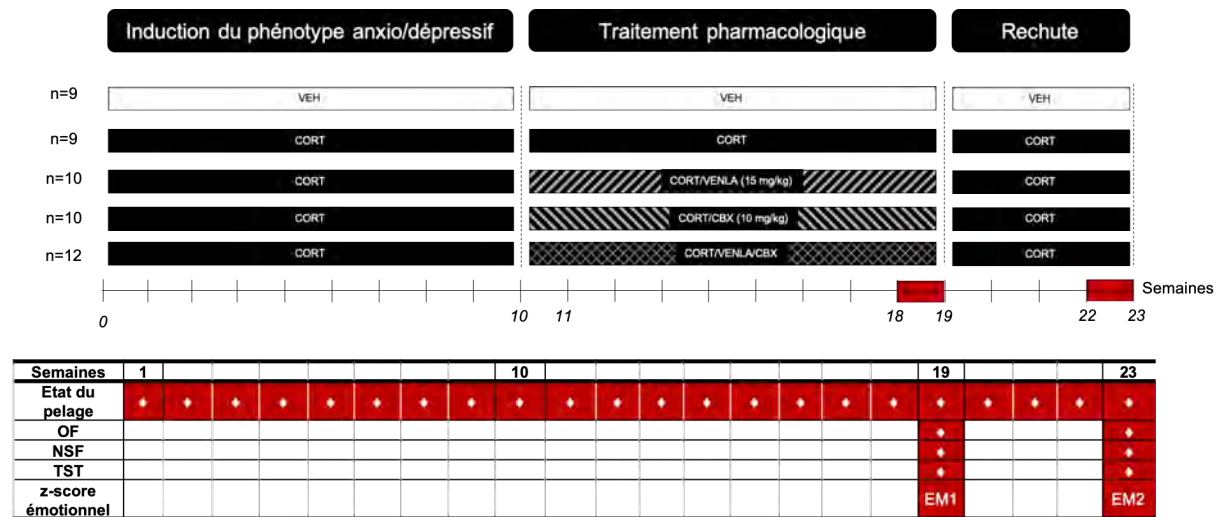 Induction du phénotype anxio/dépressif Traitement pharmacologique Rechute
n=9 VEH VEH VEH
n=9 CORT CORT CORT
n=10 CORT CORT/VENLA (15 mg/kg) CORT
n=10 CORT CORT/CBX (10 mg/kg) CORT
n=12 CORT CORT/VENLA/CBX CORT
Semaines
0 10 11 18 19 22 23
Semaines 1 10 19 23
Etat du
pelage
OF
NSF
TST
z-score
émotionnel EM1 EM2